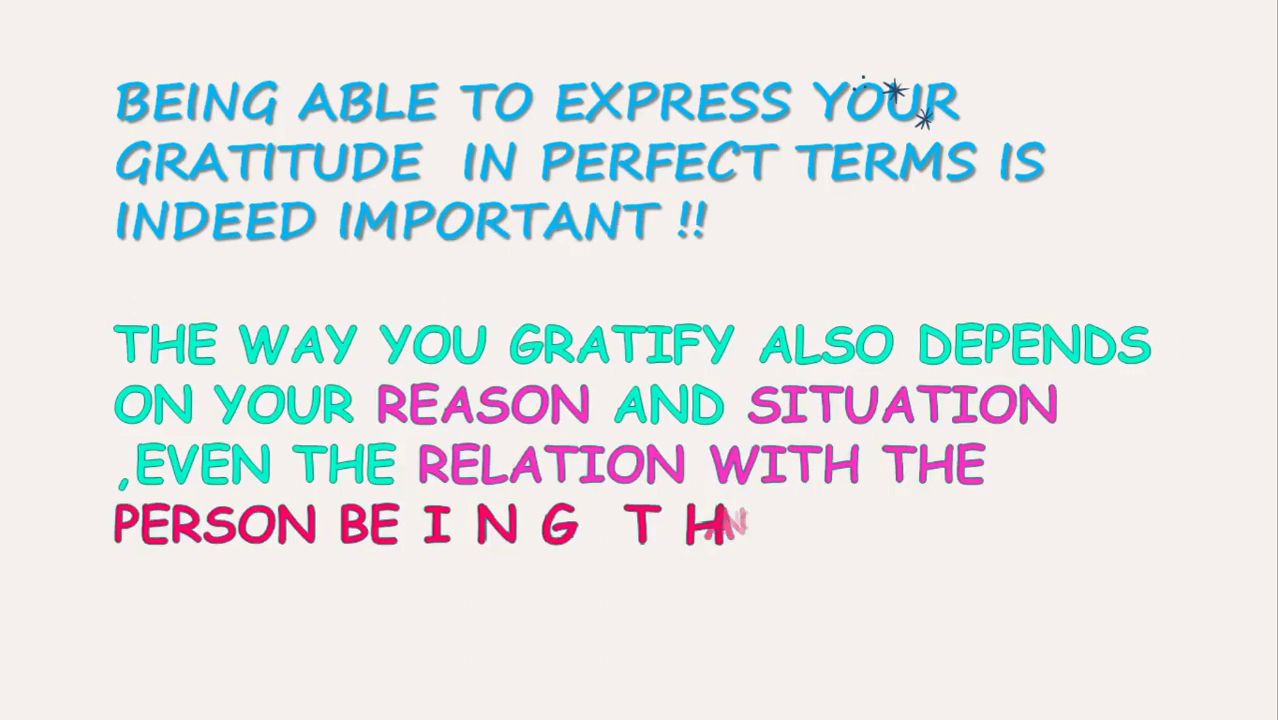 BEING ABLE TO EXPRESS YOUR
GRATITUDE IN PERFECT TERMS IS
INDEED IMPORTANT !!
THE WAY YOU GRATIFY ALSO DEPENDS
ON YOUR REASON AND SITUATION
,EVEN THE RELATION WITH THE
PERSON BE I N G T H